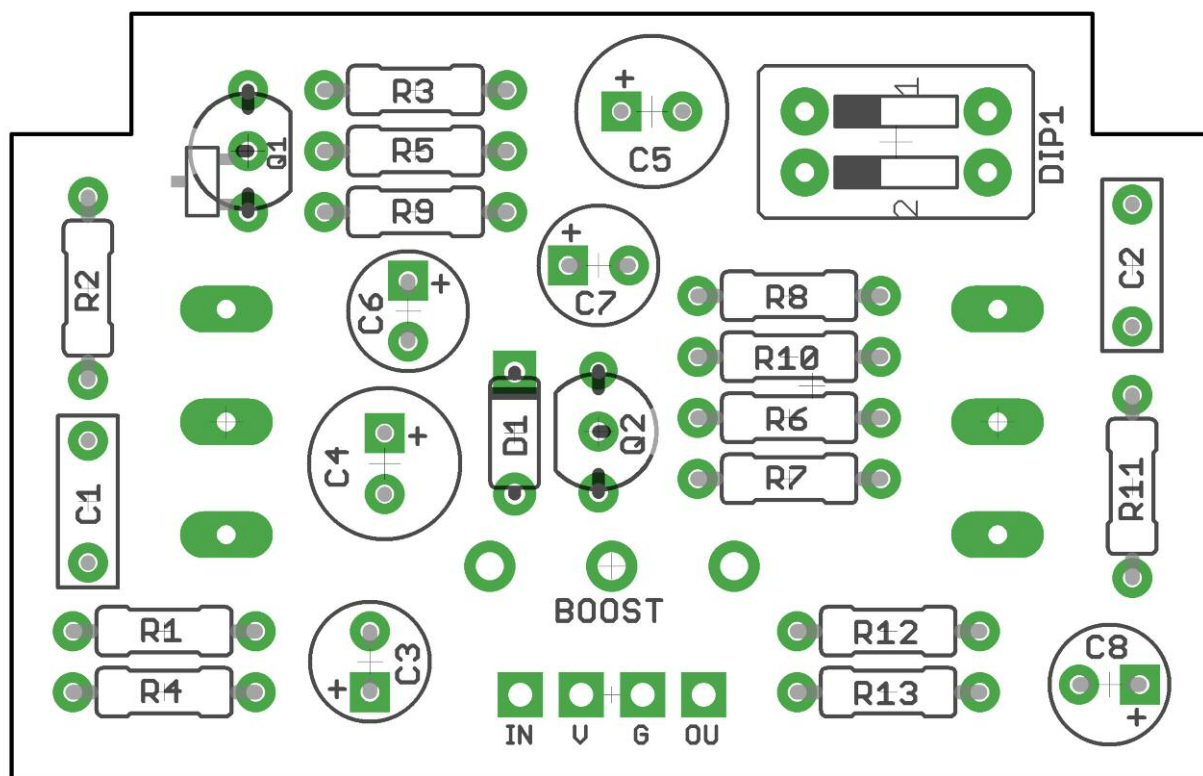 R3
R5
R9
Q1
+
C5
1
2
DIP1
R2
C6
+
+
C7
C2
R8
R10
R6
R7
D1
Q2
C4
+
C1
R11
BOOST
R1
R4
C3
+
R12
R13
C8
+
IN V G OU